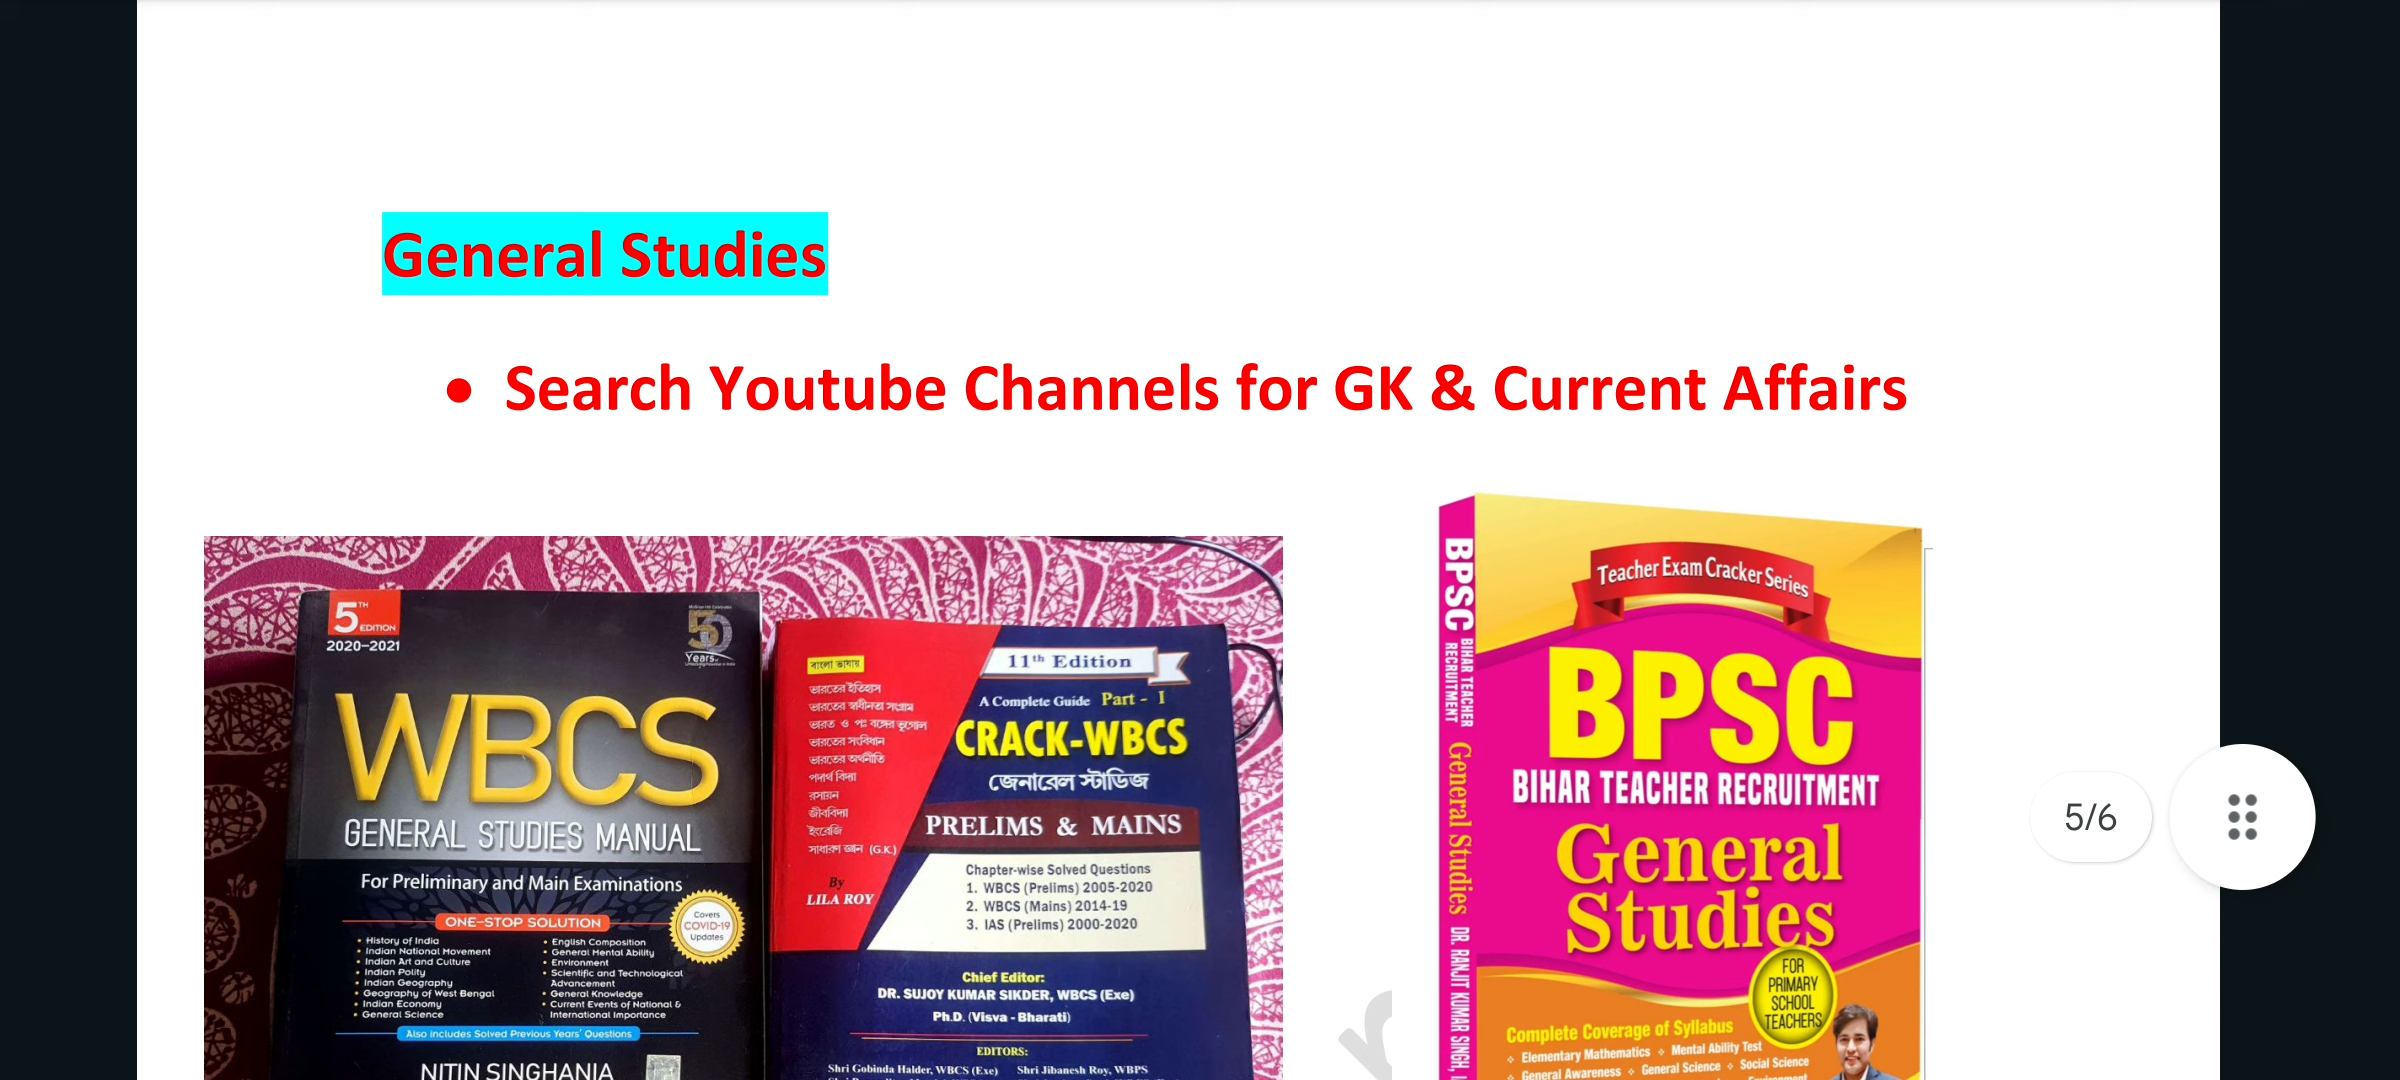 General Studies
• Search Youtube Channels for GK & Current Affairs
5TH EDITION
2020–2021
50
Years
WBCS
GENERAL STUDIES MANUAL
For Preliminary and Main Examinations
ONE-STOP SOLUTION
• History of India
• Indian National Movement
• Indian Art and Culture
• Indian Polity
• Indian Geography
• Geography of West Bengal
• Indian Economy
• General Science
• English Composition
• General Mental Ability
• Environment
• Scientific and Technological
Advancement
• General Knowledge
• Current Events of National &
International Importance
Covers
COVID-19
Updates
Also includes Solved Previous Years' Questions
NITIN SINGHANIA
বাংলা ভাষায়
ভারতের ইতিহাস
ভারতের স্বাধীনতা সংগ্রাম
ভারত ও পঃ বঙ্গের ভূগোল
ভারতের সংবিধান
ভারতের অর্থনীতি
পদার্থ বিদ্যা
রসায়ন
জীববিদ্যা
ইংরেজি
সাধারণ জ্ঞান (G.K.)
By
LILA ROY
11th Edition
A Complete Guide Part - I
CRACK-WBCS
জেনারেল স্টাডিজ
PRELIMS & MAINS
Chapter-wise Solved Questions
1. WBCS (Prelims) 2005-2020
2. WBCS (Mains) 2014-19
3. IAS (Prelims) 2000-2020
Chief Editor:
DR. SUJOY KUMAR SIKDER, WBCS (Exe)
Ph.D. (Visva - Bharati)
EDITORS:
Shri Gobinda Halder, WBCS (Exe) Shri Jibanesh Roy, WBPS
BPSC BIHAR TEACHER RECRUITMENT General Studies DR. RANJIT KUMAR SINGH,
Teacher Exam Cracker Series
BPSC
BIHAR TEACHER RECRUITMENT
General
Studies
FOR
PRIMARY
SCHOOL
TEACHERS
Complete Coverage of Syllabus
❖ Elementary Mathematics ❖ Mental Ability Test
❖ General Awareness ❖ General Science ❖ Social Science
Environment
5/6